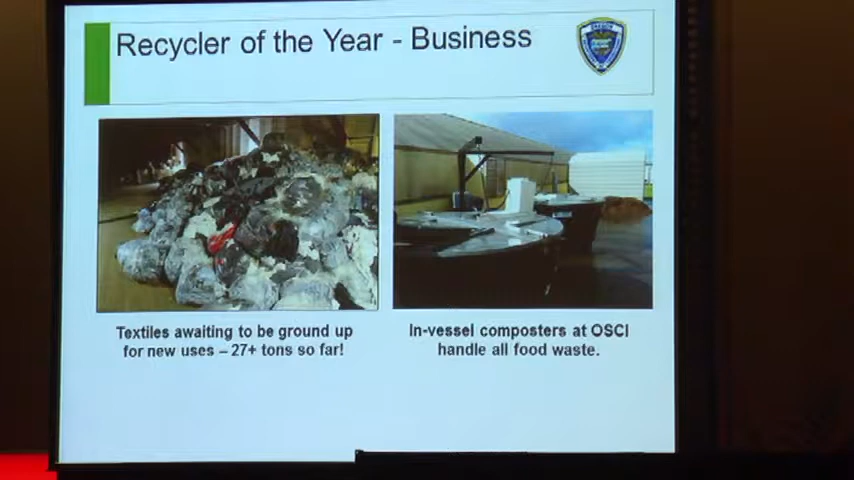 Recycler of the Year - Business
Textiles awaiting to be ground up
for new uses – 27+ tons so far!
In-vessel composters at OSCI
handle all food waste.